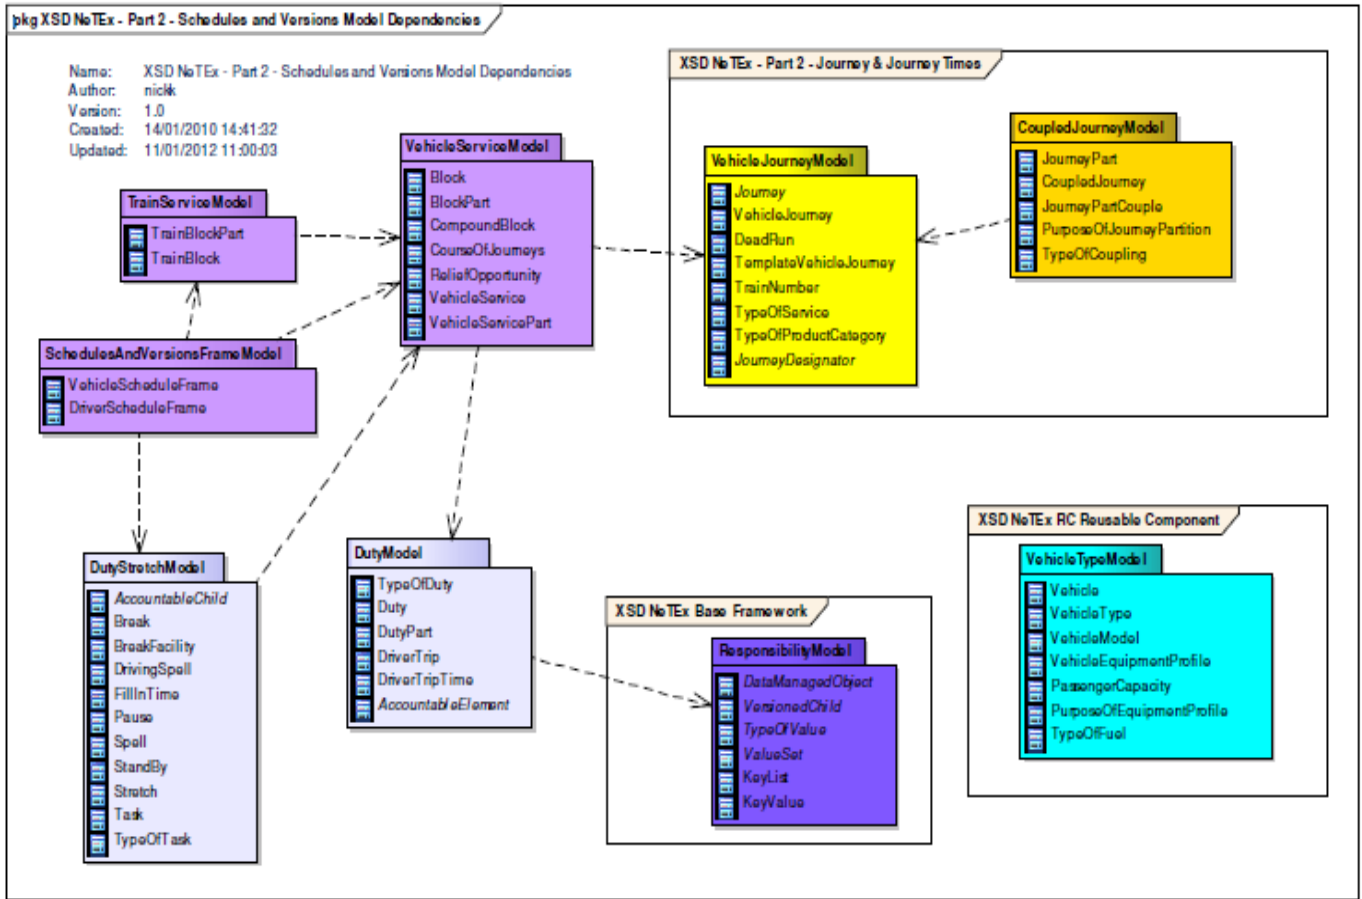 pkg XSD NeTEx - Part 2 - Schedules and Versions Model Dependencies
Name: XSD NeTEx - Part 2 - Schedules and Versions Model Dependencies
Author: nickk
Version: 1.0
Created: 14/01/2010 14:41:32
Updated: 11/01/2012 11:00:03
TrainServiceModel
TrainBlockPart
TrainBlock
VehicleServiceModel
Block
BlockPart
CompoundBlock
CourseOfJourneys
ReliefOpportunity
VehicleService
VehicleServicePart
SchedulesAndVersionsFrameModel
VehicleScheduleFrame
DriverScheduleFrame
XSD NeTEx - Part 2 - Journey & Journey Times
VehicleJourneyModel
Journey
VehicleJourney
DeadRun
TemplateVehicleJourney
TrainNumber
TypeOfService
TypeOfProductCategory
JourneyDesignator
CoupledJourneyModel
JourneyPart
CoupledJourney
JourneyPartCouple
PurposeOfJourneyPartition
TypeOfCoupling
DutyStretchModel
AccountableChild
Break
BreakFacility
DrivingSpell
FillInTime
Pause
Spell
StandBy
Stretch
Task
TypeOfTask
DutyModel
TypeOfDuty
Duty
DutyPart
DriverTrip
DriverTripTime
AccountableElement
XSD NeTEx Base Framework
ResponsibilityModel
DataManagedObject
VersionedChild
TypeOfValue
ValueSet
KeyList
KeyValue
XSD NeTEx RC Reusable Component
VehicleTypeModel
Vehicle
VehicleType
VehicleModel
VehicleEquipmentProfile
PassengerCapacity
PurposeOfEquipmentProfile
TypeOfFuel